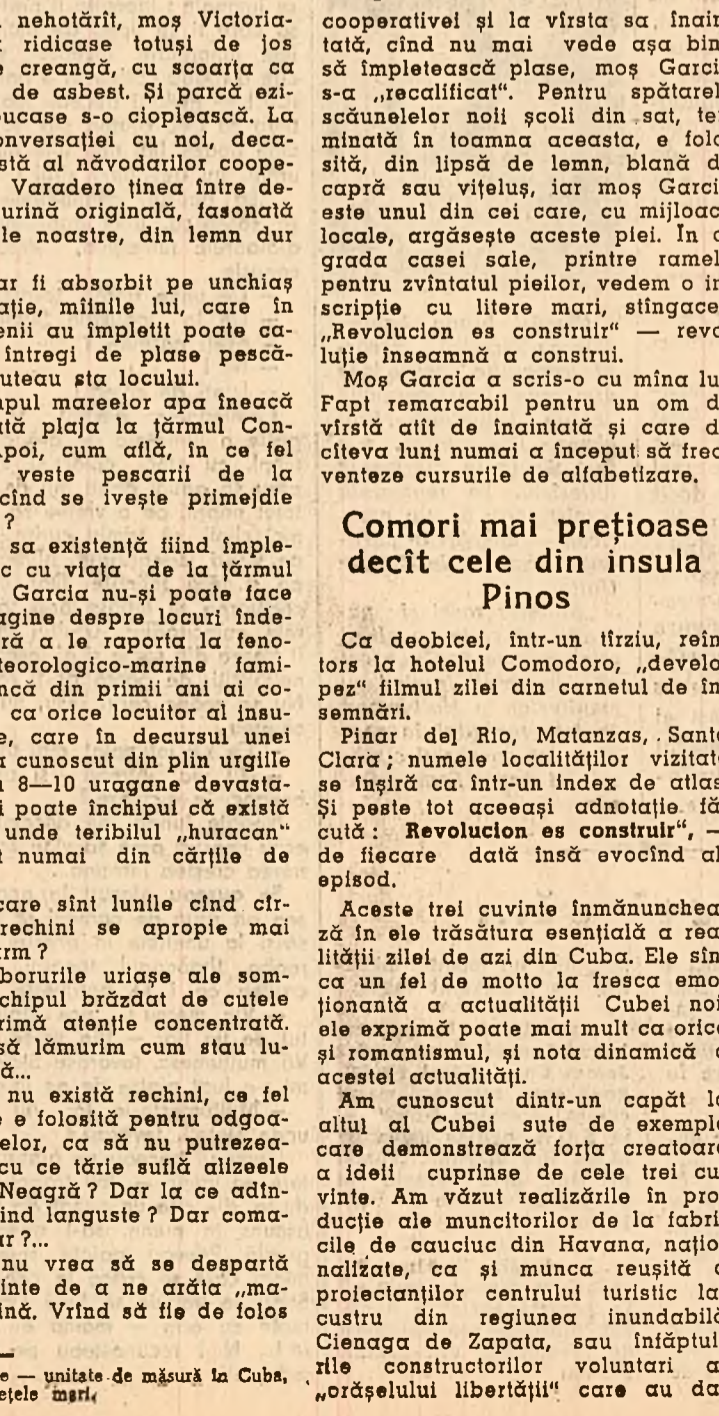 nehotărît, moș Victoria-
ridicase totuși de jos
creangă, cu scoarța ca
de asbest. Și parcă ezi-
ucase s-o cioplească. La
onversației cu noi, deca-
stă al năvodarilor coope-
Varadero ținea între de-
urină originală, fasonată
le noastre, din lemn dur
ar fi absorbit pe unchiaș
ație, mîinile lui, care în
enii au împletit poate ca-
întregi de plase pescă-
uteau sta locului.
apul mareelor apa îneacă
ată plaja la țărmul Con-
Apoi, cum află, în ce fel
veste pescarii de la
cînd se ivește primejdie
?
sa existență fiind împle-
c cu viața de la țărmul
Garcia nu-și poate face
agine despre locuri înde-
ră a le raporta la feno-
teorologico-marine fami-
ncă din primii ani ai co-
ca orice locuitor al insu-
e, care în decursul unei
a cunoscut din plin urgiile
8—10 uragane devasta-
i poate închipui că există
unde teribilul „huracan“
t numai din cărțile de
care sînt lunile cînd cîr-
rechini se apropie mai
rm ?
borurile uriașe ale som-
chipul brăzdat de cutele
rimă atenție concentrată.
să lămurim cum stau lu-
ă...
nu există rechini, ce fel
e folosită pentru odgoa-
elor, ca să nu putrezea-
cu ce tărie suflă alizeele
Neagră ? Dar la ce adîn-
ind languste ? Dar coma-
ar ?...
nu vrea să se despartă
inte de a ne arăta „ma-
ină. Vrînd să fie de folos
e — unitate de măsură în Cuba,
ețele mari.
cooperativei și la vîrsta sa înain
tată, cînd nu mai vede așa bin
să împletească plase, moș Garci
s-a „recalificat“. Pentru spătarel
scăunelelor noii școli din sat, te
minată în toamna aceasta, e folo
sită, din lipsă de lemn, blană d
capră sau vițeluș, iar moș Garci
este unul din cei care, cu mijloac
locale, argăsește aceste piei. In o
grada casei sale, printre ramel
pentru zvîntatul pieilor, vedem o in
scripție cu litere mari, stîngace
„Revolucion es construir“ — revo
luție înseamnă a construi.
Moș Garcia a scris-o cu mîna lu
Fapt remarcabil pentru un om d
vîrstă atît de înaintată și care d
cîteva luni numai a început să frec
venteze cursurile de alfabetizare.
Comori mai prețioase
decît cele din insula
Pinos
Ca deobicei, într-un tîrziu, reîn
tors la hotelul Comodoro, „develo
pez“ filmul zilei din carnetul de în
semnări.
Pinar del Rio, Matanzas, Santa
Clara ; numele localităților vizitat
se înșiră ca într-un index de atlas
Și peste tot aceeași adnotație fă
cută : Revolucion es construir“, —
de fiecare dată însă evocînd al
episod.
Aceste trei cuvinte înmănunchea
ză în ele trăsătura esențială a rea
lității zilei de azi din Cuba. Ele sîn
ca un fel de motto la fresca emo
ționantă a actualității Cubei noi
ele exprimă poate mai mult ca orice
și romantismul, și nota dinamică a
acestei actualități.
Am cunoscut dintr-un capăt la
altul al Cubei sute de exemple
care demonstrează forța creatoare
a ideii cuprinse de cele trei cu
vinte. Am văzut realizările în pro
ducție ale muncitorilor de la fabri
cile de cauciuc din Havana, națio
nalizate, ca și munca reușită a
proiectanților centrului turistic la
custru din regiunea inundabilă
Cienaga de Zapata, sau înfăptui
rile constructorilor voluntari ai
„orășelului libertății“ care au da